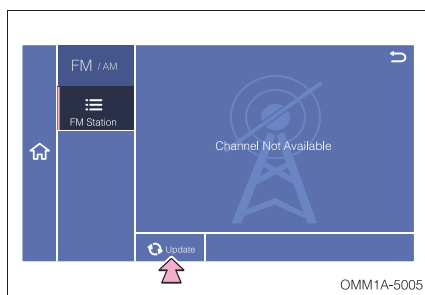 FM / AM
FM Station
Channel Not Available
Update
OMM1A-5005